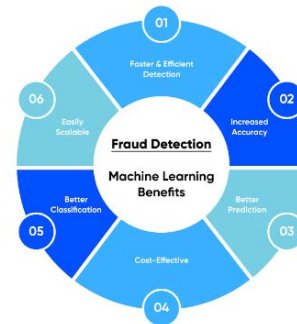 01
Faster & Efficient
Detection
02
Increased
Accuracy
03
Better
Prediction
04
Cost-Effective
05
Better
Classification
06
Easily
Scalable
Fraud Detection
Machine Learning
Benefits